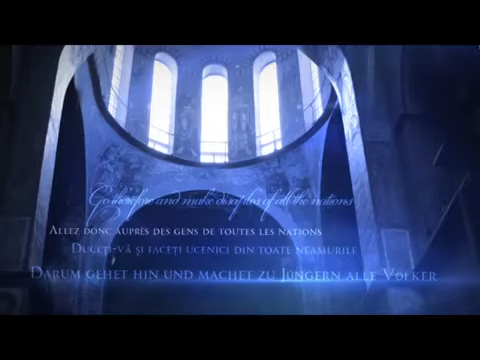 Go therefore and make disciples of all the nations
Allez donc auprès des gens de toutes les nations
Duceți-vă și faceți ucenici din toate neamurile
Darum gehet hin und machet zu Jüngern alle Völker